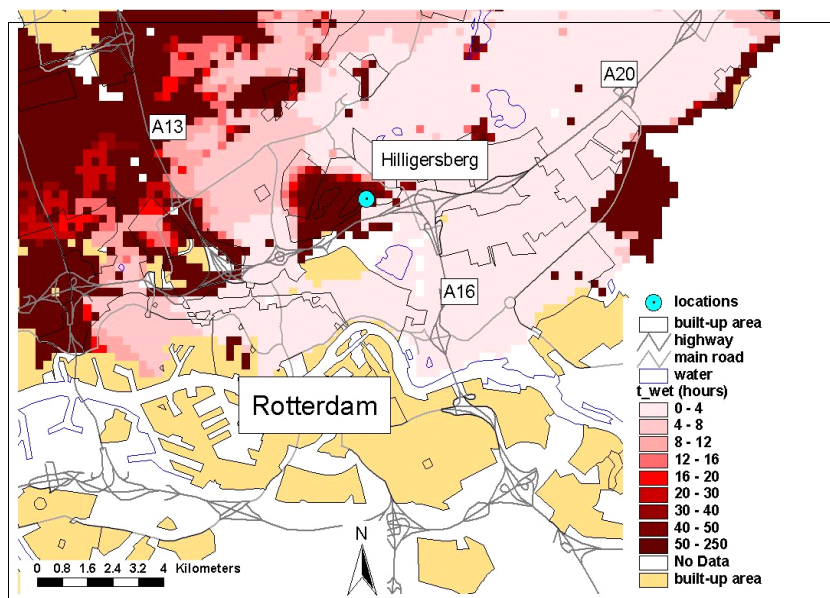 A20
A13
Hilligersberg
A16
Rotterdam
N
0 0.8 1.6 2.4 3.2 4 Kilometers
locations
built-up area
highway
main road
water
t_wet (hours)
0 - 4
4 - 8
8 - 12
12 - 16
16 - 20
20 - 30
30 - 40
40 - 50
50 - 250
No Data
built-up area